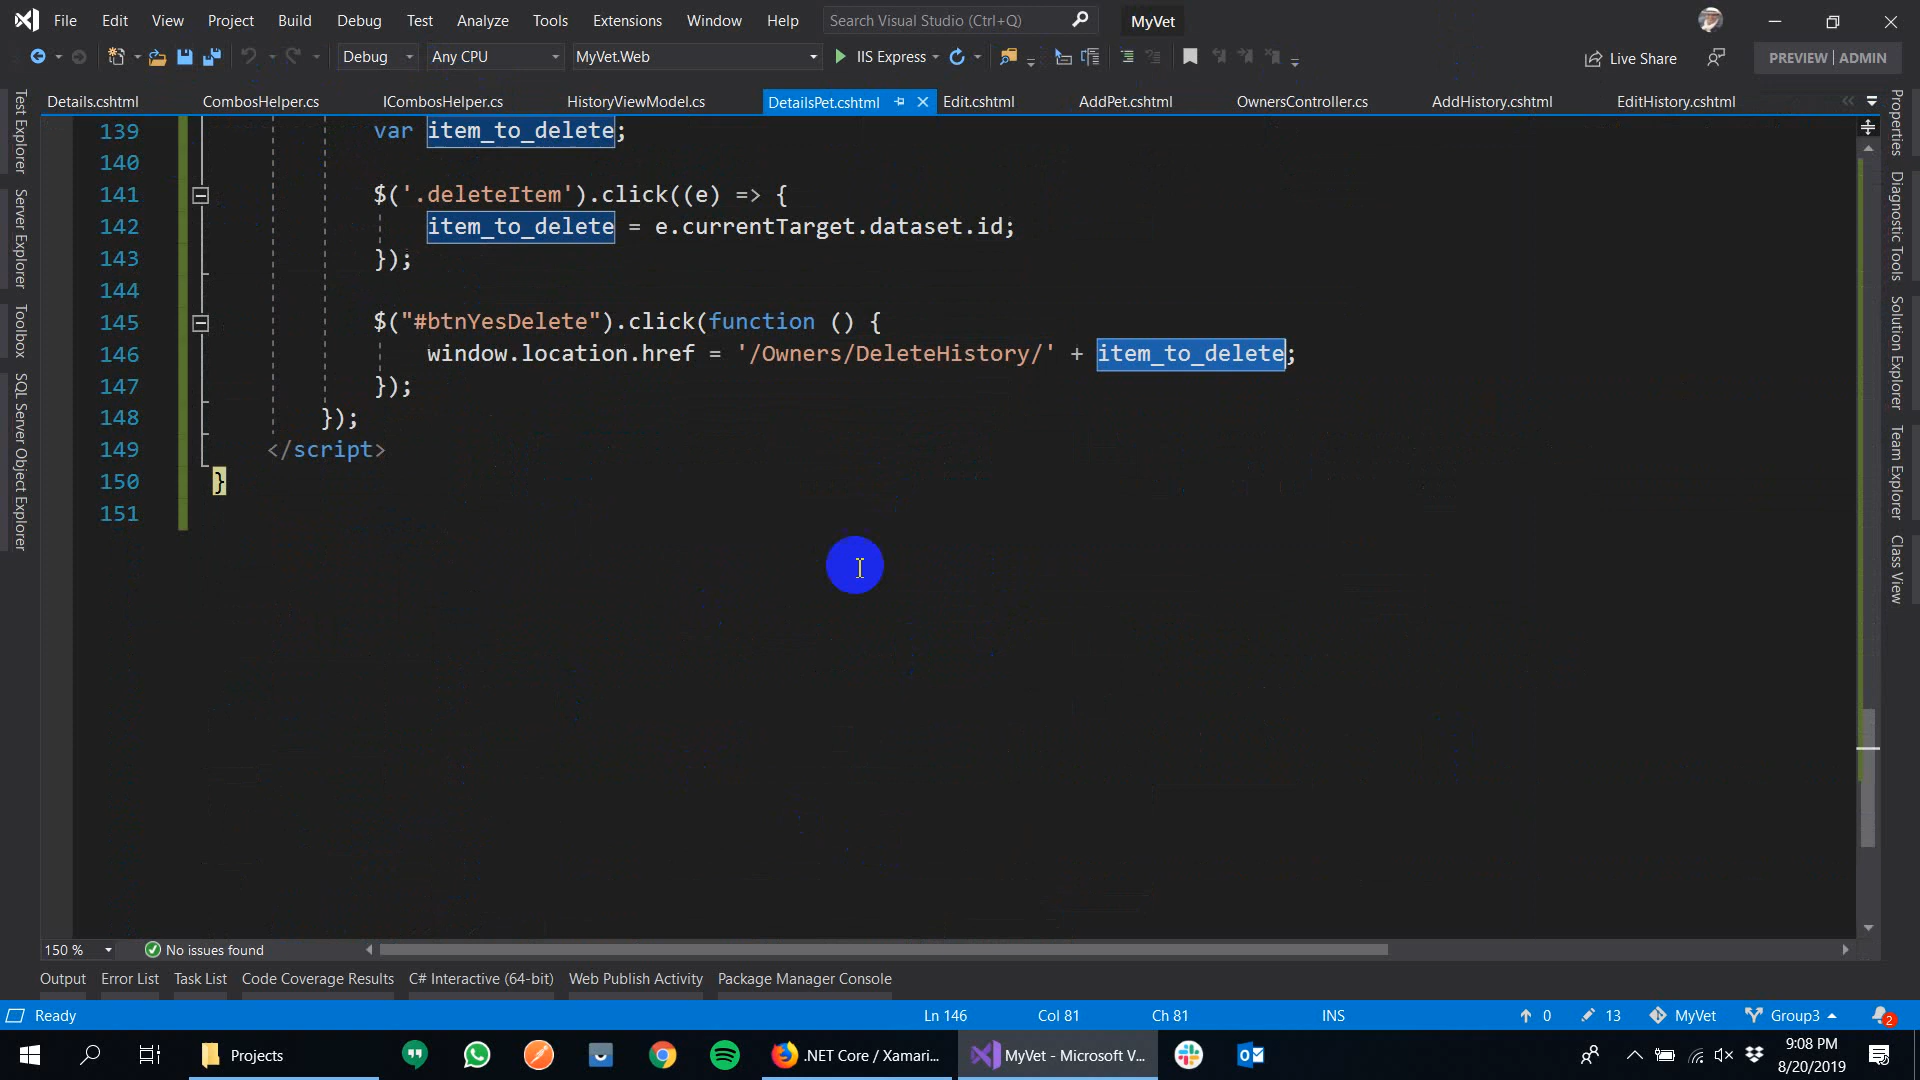 File Edit View Project Build Debug Test Analyze Tools Extensions Window Help Search Visual Studio (Ctrl+Q) MyVet
Debug Any CPU MyVet.Web IIS Express Live Share PREVIEW | ADMIN
Details.cshtml CombosHelper.cs ICombosHelper.cs HistoryViewModel.cs DetailsPet.cshtml Edit.cshtml AddPet.cshtml OwnersController.cs AddHistory.cshtml EditHistory.cshtml
Test Explorer
Server Explorer
Toolbox
SQL Server Object Explorer
139 var item_to_delete;
140
141 $('.deleteItem').click((e) => {
142 item_to_delete = e.currentTarget.dataset.id;
143 });
144
145 $("#btnYesDelete").click(function () {
146 window.location.href = '/Owners/DeleteHistory/' + item_to_delete;
147 });
148 });
149 </script>
150 }
151
Properties
Diagnostic Tools
Solution Explorer
Team Explorer
Class View
150 % No issues found
Output Error List Task List Code Coverage Results C# Interactive (64-bit) Web Publish Activity Package Manager Console
Ready Ln 146 Col 81 Ch 81 INS 0 13 MyVet Group3 2
Projects .NET Core / Xamari... MyVet - Microsoft V... 9:08 PM
8/20/2019